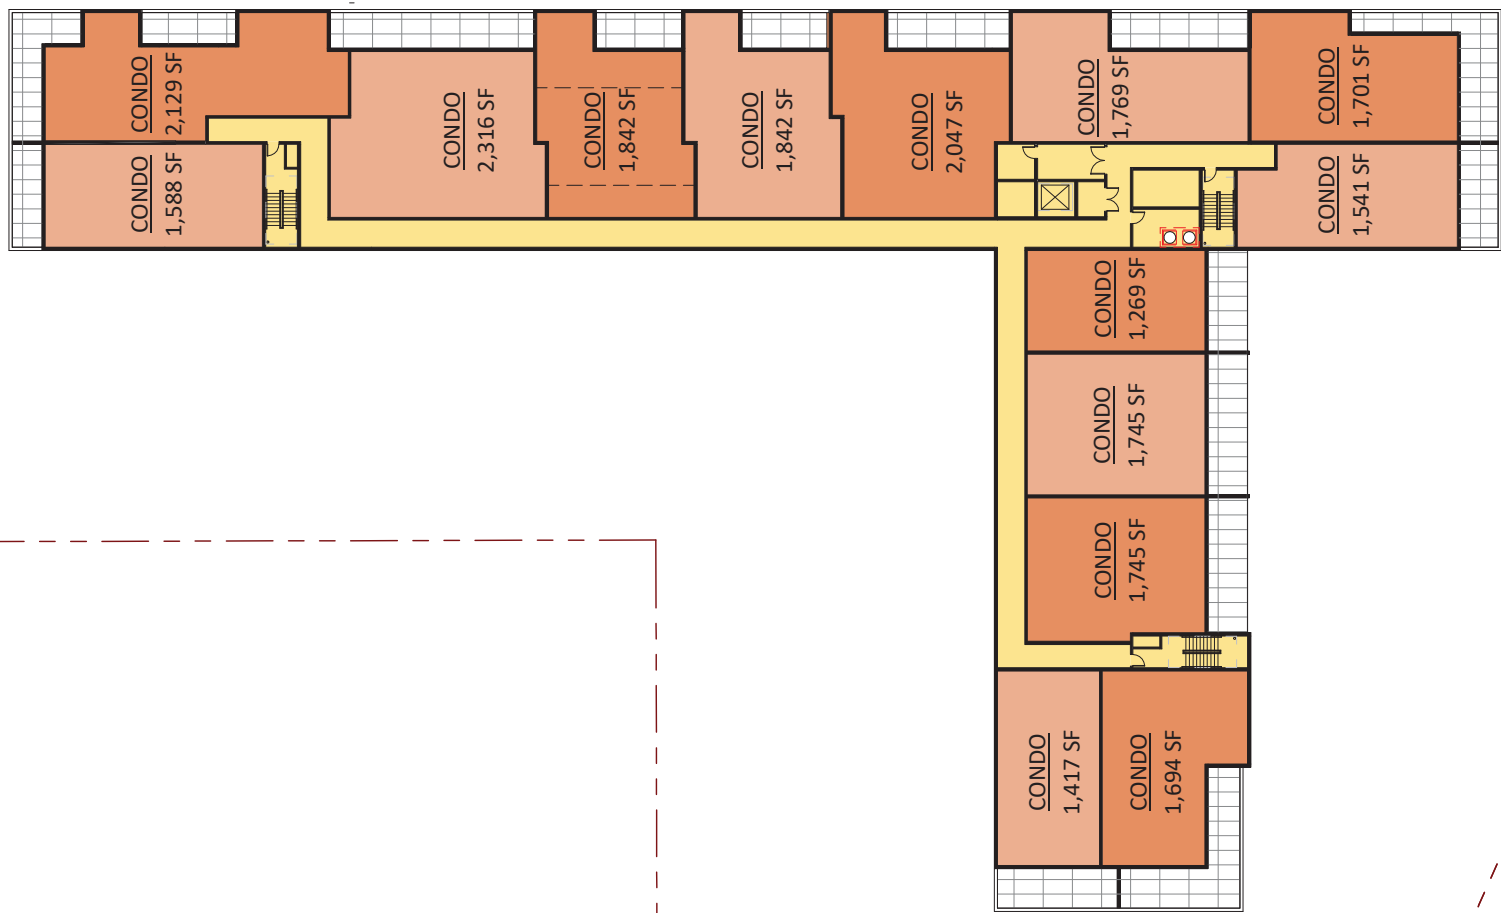 CONDO
2,129 SF
CONDO
1,588 SF
CONDO
2,316 SF
CONDO
1,842 SF
CONDO
1,842 SF
CONDO
2,047 SF
CONDO
1,769 SF
CONDO
1,701 SF
CONDO
1,541 SF
CONDO
1,269 SF
CONDO
1,745 SF
CONDO
1,745 SF
CONDO
1,417 SF
CONDO
1,694 SF